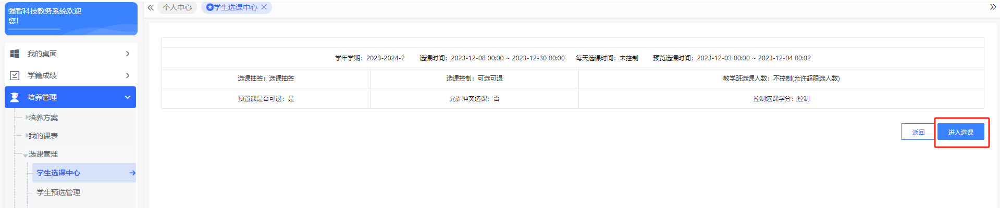 强智科技教务系统欢迎
您！
个人中心
学生选课中心
我的桌面
学籍成绩
培养管理
培养方案
我的课表
选课管理
学生选课中心
学生预选管理
学年学期：2023-2024-2 选课时间：2023-12-08 00:00 ~ 2023-12-30 00:00 每天选课时间：未控制 预览选课时间：2023-12-03 00:00 ~ 2023-12-04 00:02
选课抽签：选课抽签 选课控制：可选可退 教学班选课人数：不控制(允许超限选人数)
预置课是否可退：是 允许冲突选课：否 控制选课学分：控制
返回 进入选课